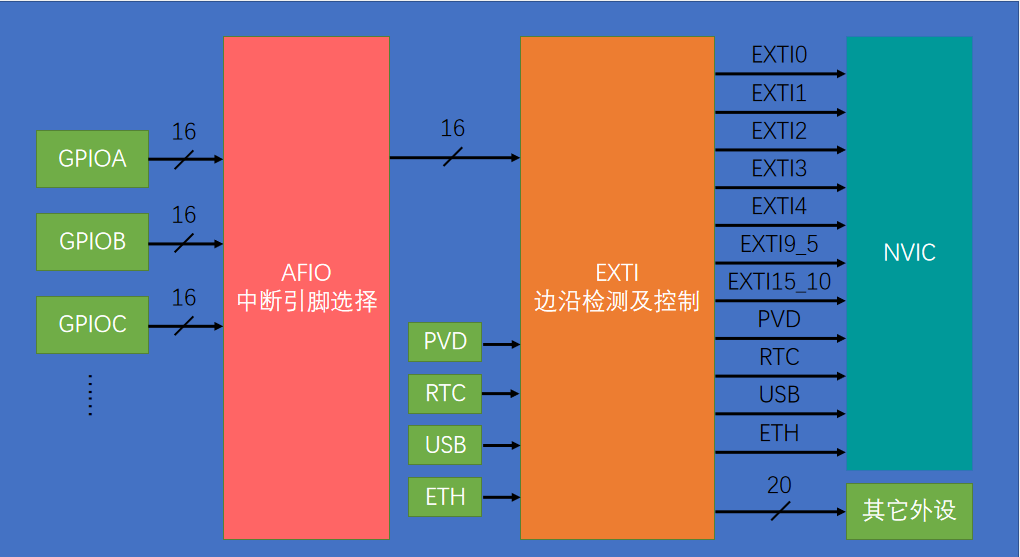 GPIOA
16
GPIOB
16
GPIOC
16
AFIO
中断引脚选择
16
PVD
RTC
USB
ETH
EXTI
边沿检测及控制
EXTI0
EXTI1
EXTI2
EXTI3
EXTI4
EXTI9_5
EXTI15_10
PVD
RTC
USB
ETH
20
NVIC
其它外设